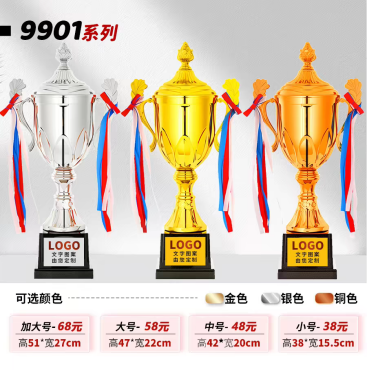 9901系列
LOGO
文字图案
由您定制
LOGO
文字图案
由您定制
LOGO
文字图案
由您定制
可选颜色 金色 银色 铜色
加大号-68元 大号-58元 中号-48元 小号-38元
高51*宽27cm 高47*宽22cm 高42*宽20cm 高38*宽15.5cm